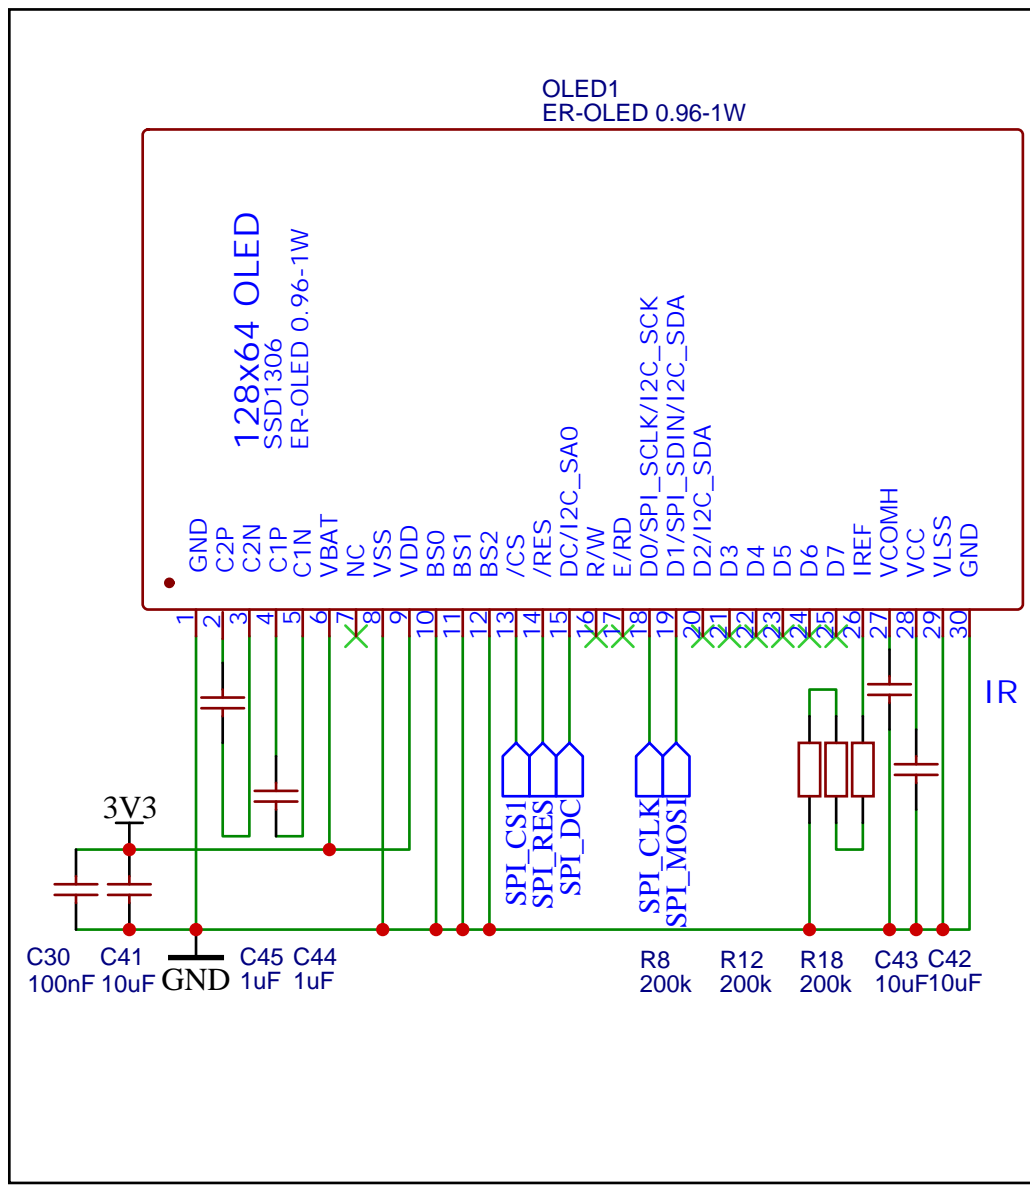 OLED1
ER-OLED 0.96-1W
128x64 OLED
SSD1306
ER-OLED 0.96-1W
GND
C2P
C2N
C1P
C1N
VBAT
NC
VSS
VDD
BS0
BS1
BS2
/CS
/RES
DC/I2C_SA0
R/W
E/RD
D0/SPI_SCLK/I2C_SCK
D1/SPI_SDIN/I2C_SDA
D2/I2C_SDA
D3
D4
D5
D6
D7
IREF
VCOMH
VCC
VLSS
GND
1
2
3
4
5
6
7
8
9
10
11
12
13
14
15
16
17
18
19
20
21
22
23
24
25
26
27
28
29
30
IR
3V3
SPI_CS1
SPI_RES
SPI_DC
SPI_CLK
SPI_MOSI
GND
C30
100nF
C41
10uF
C45
1uF
C44
1uF
R8
200k
R12
200k
R18
200k
C43
10uF
C42
10uF